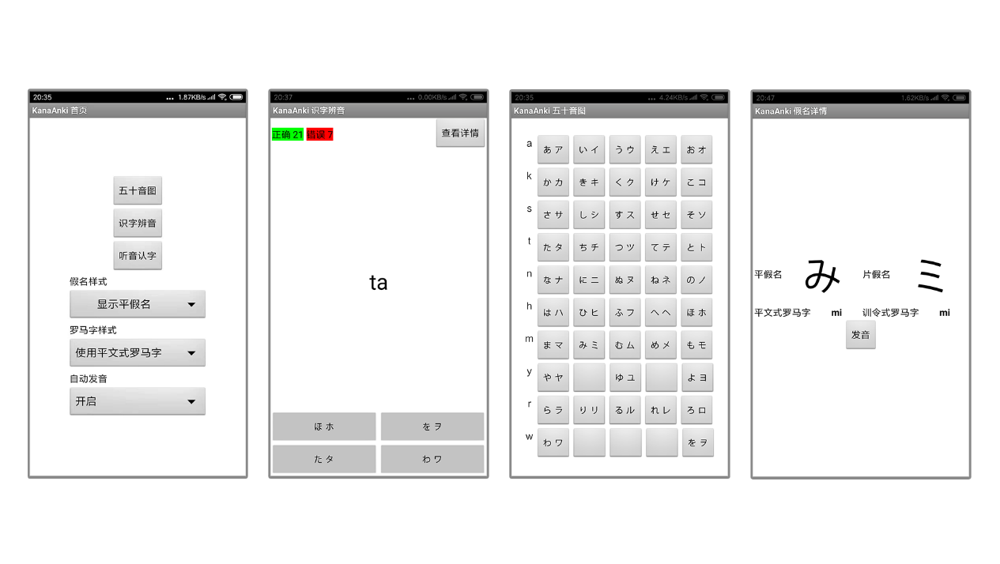 20:35 ... 1.87KB/s
KanaAnki 首页
五十音图
识字辨音
听音认字
假名样式
显示平假名
罗马字样式
使用平文式罗马字
自动发音
开启
20:37 ... 0.00KB/s
KanaAnki 识字辨音
正确 21 错误 7
查看详情
ta
ほ ホ
を ヲ
た タ
わ ワ
20:35 ... 4.24KB/s
KanaAnki 五十音图
a あ ア い イ う ウ え エ お オ
k か カ き キ く ク け ケ こ コ
s さ サ し シ す ス せ セ そ ソ
t た タ ち チ つ ツ て テ と ト
n な ナ に ニ ぬ ヌ ね ネ の ノ
h は ハ ひ ヒ ふ フ へ ヘ ほ ホ
m ま マ み ミ む ム め メ も モ
y や ヤ ゆ ユ よ ヨ
r ら ラ り リ る ル れ レ ろ ロ
w わ ワ を ヲ
20:47 1.62KB/s
KanaAnki 假名详情
平假名 み 片假名 ミ
平文式罗马字 mi 训令式罗马字 mi
发音